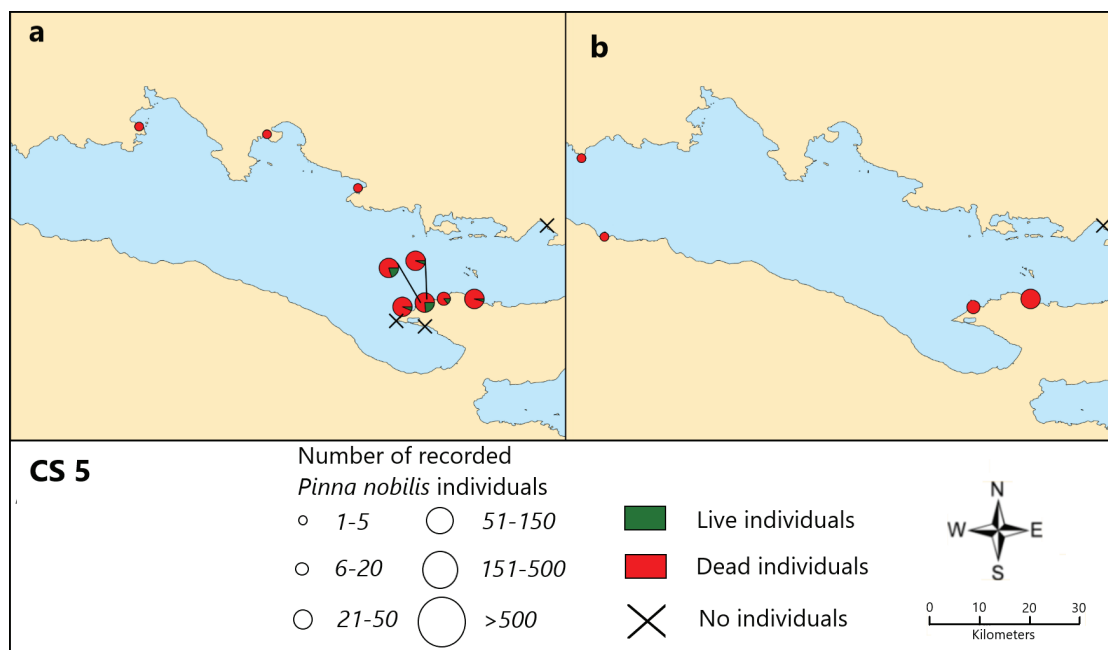 a
b
CS 5
Number of recorded
Pinna nobilis individuals
1-5
51-150
6-20
151-500
21-50
>500
Live individuals
Dead individuals
No individuals
N
W E
S
0 10 20 30
Kilometers